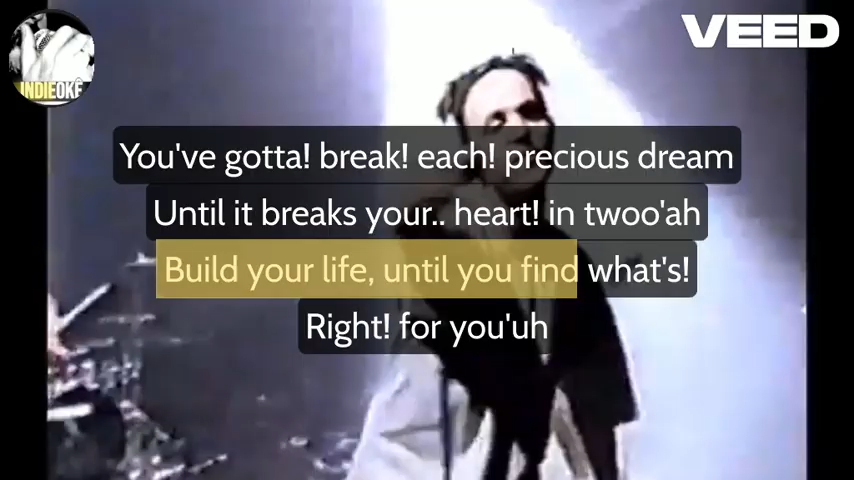 VEED
INDIEOKÊ
You've gotta! break! each! precious dream
Until it breaks your.. heart! in twoo'ah
Build your life, until you find what's!
Right! for you'uh